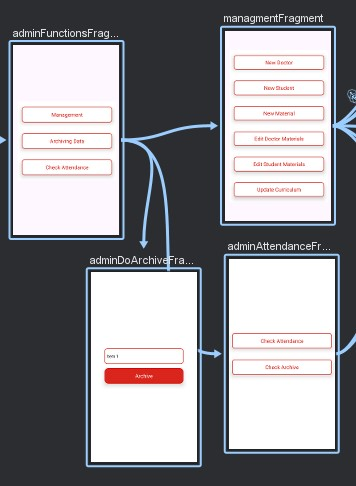 adminFunctionsFrag...
managmentFragment
Management
Archiving Data
Check Attendance
New Doctor
New Student
New Material
Edit Doctor Materials
Edit Student Materials
Update Curriculum
adminDoArchiveFra...
adminAttendanceFr...
Archive
Check Attendance
Check Archive